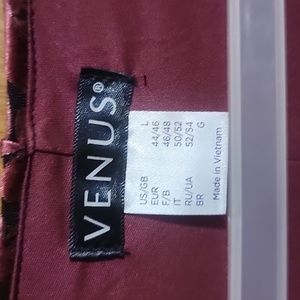 VENUS®
US/GB L
EUR 44/46
F/B 46/48
IT 50/52
RU/UA 52/54
BR G
Made in Vietnam